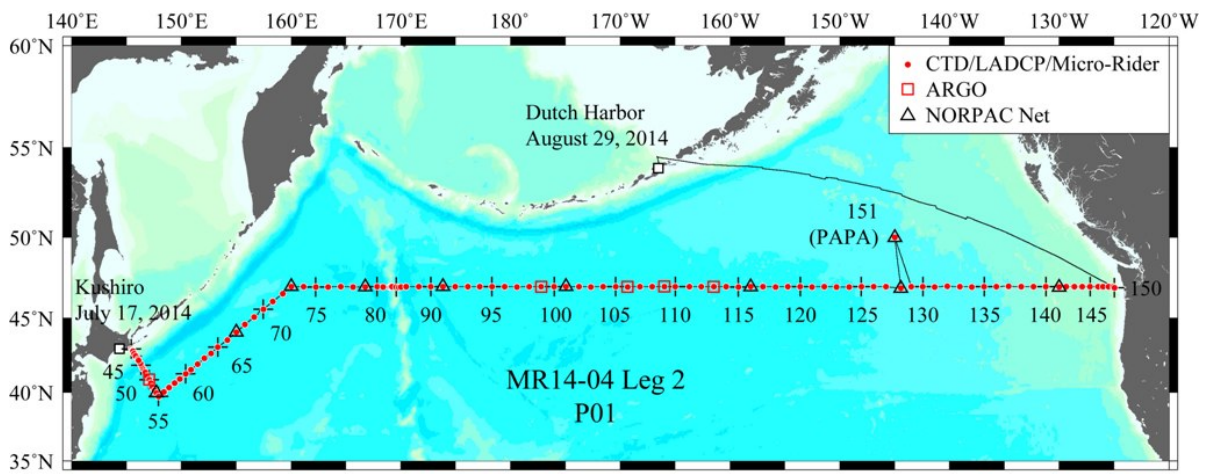 140°E 150°E 160°E 170°E 180° 170°W 160°W 150°W 140°W 130°W 120°W
60°N
55°N
50°N
45°N
40°N
35°N
CTD/LADCP/Micro-Rider
ARGO
NORPAC Net
Dutch Harbor
August 29, 2014
151
(PAPA)
Kushiro
July 17, 2014
45
50
55
60
65
70
75 80 90 95 100 105 110 115 120 125 130 135 140 145 150
MR14-04 Leg 2
P01